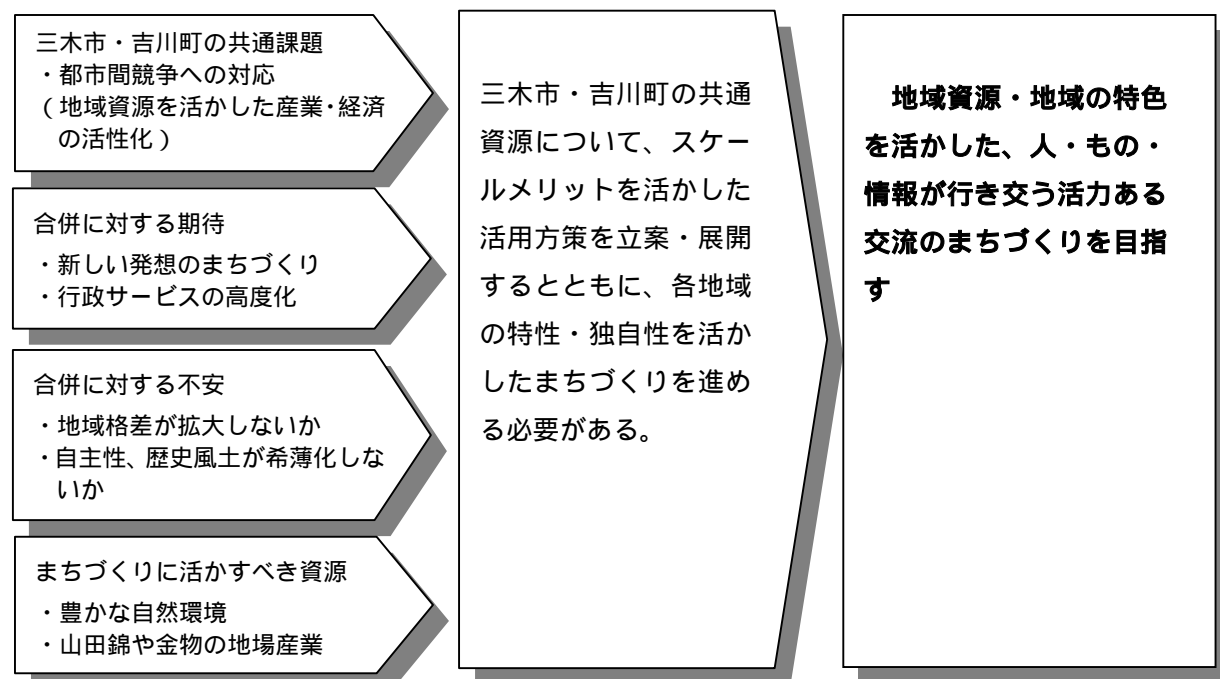 三木市・吉川町の共通課題
・都市間競争への対応
(地域資源を活かした産業・経済
の活性化)
合併に対する期待
・新しい発想のまちづくり
・行政サービスの高度化
合併に対する不安
・地域格差が拡大しないか
・自主性、歴史風土が希薄化しな
いか
まちづくりに活かすべき資源
・豊かな自然環境
・山田錦や金物の地場産業
三木市・吉川町の共通
資源について、スケー
ルメリットを活かした
活用方策を立案・展開
するとともに、各地域
の特性・独自性を活か
したまちづくりを進め
る必要がある。
地域資源・地域の特色
を活かした、人・もの・
情報が行き交う活力ある
交流のまちづくりを目指
す